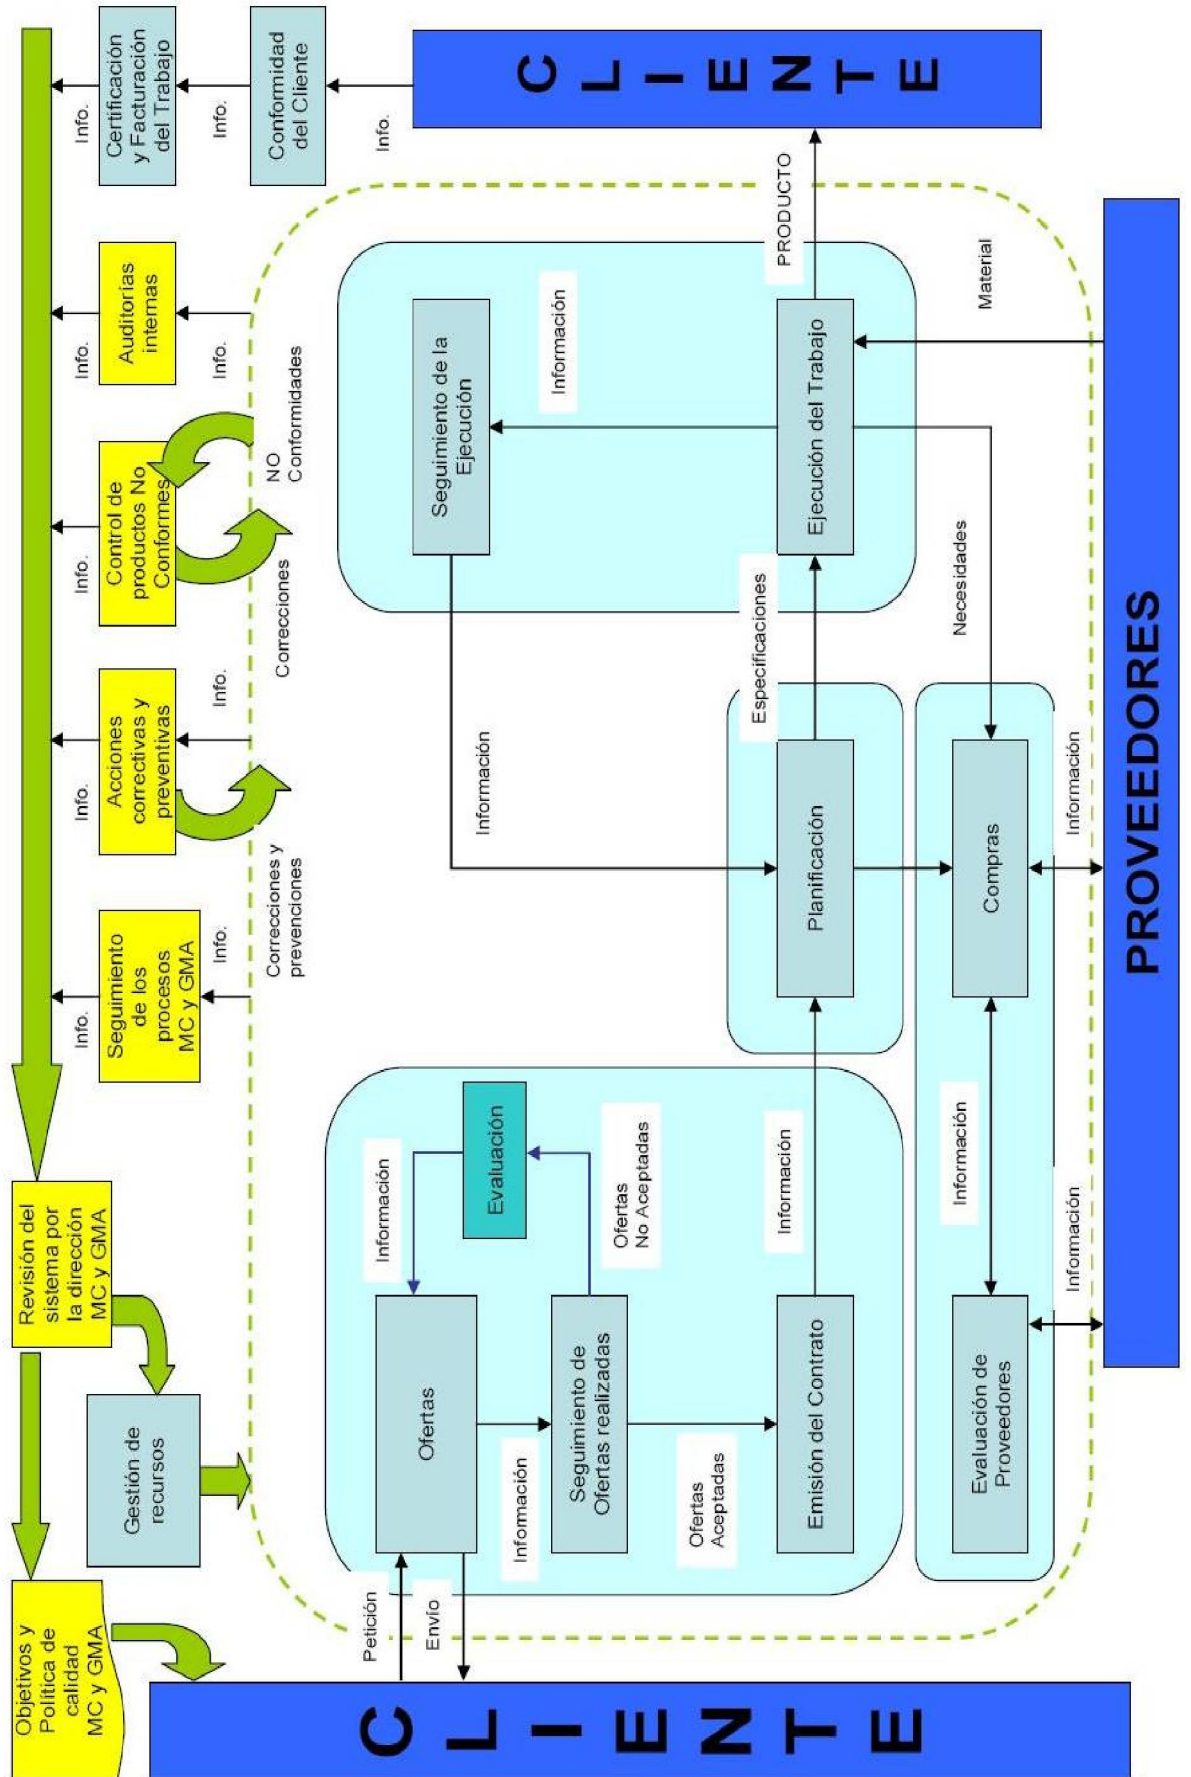 Objetivos y
Política de
calidad
MC y GMA
Revisión del
sistema por
la dirección
MC y GMA
Gestión de
recursos
Info.
Seguimiento
de los
procesos
MC y GMA
Info.
Info.
Acciones
correctivas y
preventivas
Info.
Correcciones y
prevenciones
Info.
Control de
productos No
Conformes
Correcciones
NO
Conformidades
Info.
Auditorías
internas
Info.
Info.
Certificación
y Facturación
del Trabajo
Info.
Conformidad
del Cliente
Info.
CLIENTE
Petición
Envío
Ofertas
Información
Evaluación
Información
Seguimiento de
Ofertas realizadas
Ofertas
No Aceptadas
Ofertas
Aceptadas
Emisión del Contrato
Información
Seguimiento de la
Ejecución
Información
Información
Planificación
Especificaciones
Ejecución del Trabajo
PRODUCTO
CLIENTE
Evaluación de
Proveedores
Información
Compras
Necesidades
Material
Información
Información
PROVEEDORES